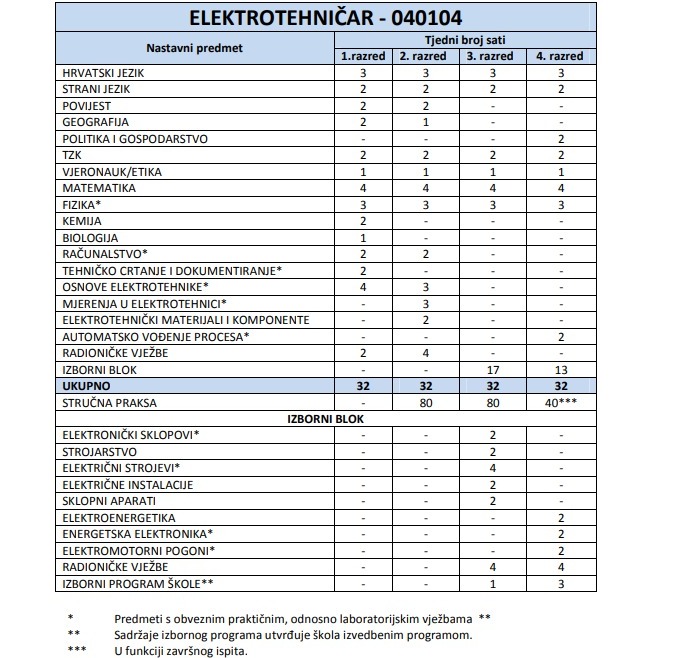 ELEKTROTEHNIČAR - 040104
Nastavni predmet Tjedni broj sati
1.razred 2. razred 3. razred 4. razred
HRVATSKI JEZIK 3 3 3 3
STRANI JEZIK 2 2 2 2
POVIJEST 2 2 - -
GEOGRAFIJA 2 1 - -
POLITIKA I GOSPODARSTVO - - - 2
TZK 2 2 2 2
VJERONAUK/ETIKA 1 1 1 1
MATEMATIKA 4 4 4 4
FIZIKA* 3 3 3 3
KEMIJA 2 - - -
BIOLOGIJA 1 - - -
RAČUNALSTVO* 2 2 - -
TEHNIČKO CRTANJE I DOKUMENTIRANJE* 2 - - -
OSNOVE ELEKTROTEHNIKE* 4 3 - -
MJERENJA U ELEKTROTEHNICI* - 3 - -
ELEKTROTEHNIČKI MATERIJALI I KOMPONENTE - 2 - -
AUTOMATSKO VOĐENJE PROCESA* - - - 2
RADIONIČKE VJEŽBE 2 4 - -
IZBORNI BLOK - - 17 13
UKUPNO 32 32 32 32
STRUČNA PRAKSA - 80 80 40***
IZBORNI BLOK
ELEKTRONIČKI SKLOPOVI* - - 2 -
STROJARSTVO - - 2 -
ELEKTRIČNI STROJEVI* - - 4 -
ELEKTRIČNE INSTALACIJE - - 2 -
SKLOPNI APARATI - - 2 -
ELEKTROENERGETIKA - - - 2
ENERGETSKA ELEKTRONIKA* - - - 2
ELEKTROMOTORNI POGONI* - - - 2
RADIONIČKE VJEŽBE - - 4 4
IZBORNI PROGRAM ŠKOLE** - - 1 3
* Predmeti s obveznim praktičnim, odnosno laboratorijskim vježbama **
** Sadržaje izbornog programa utvrđuje škola izvedbenim programom.
*** U funkciji završnog ispita.